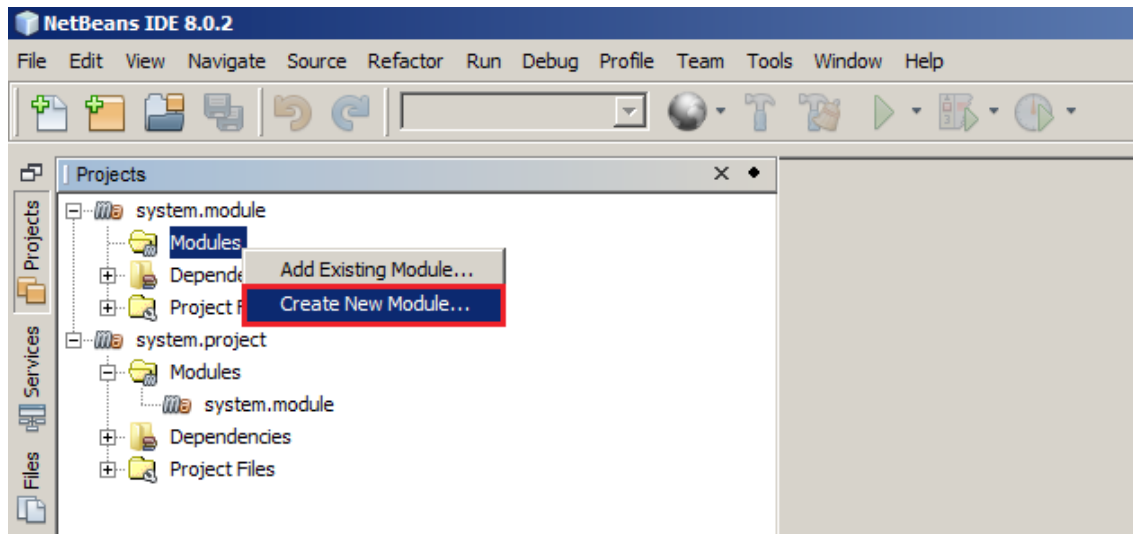 NetBeans IDE 8.0.2
File Edit View Navigate Source Refactor Run Debug Profile Team Tools Window Help
Projects
system.module
Modules
Depende
Add Existing Module...
Project F
Create New Module...
system.project
Modules
system.module
Dependencies
Project Files
Projects
Services
Files